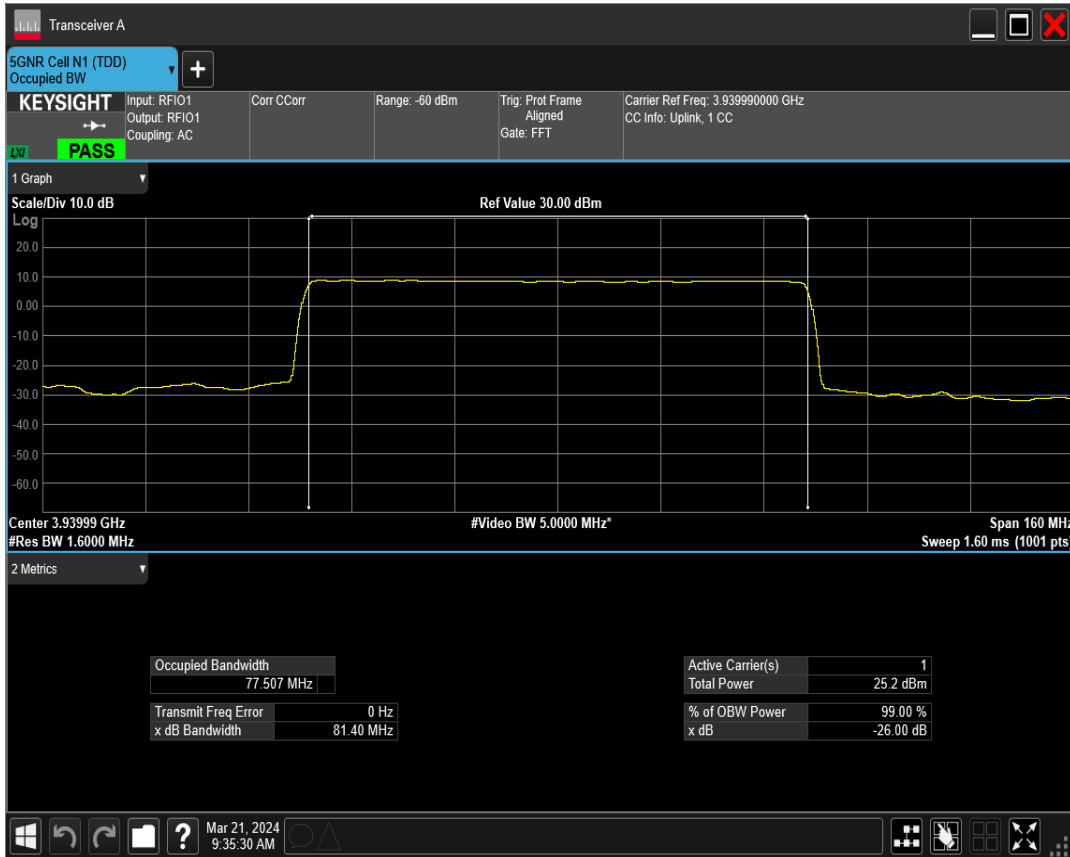 Transceiver A
5GNR Cell N1 (TDD)
Occupied BW
+
KEYSIGHT
LXI
PASS
Input: RFIO1
Output: RFIO1
Coupling: AC
Corr CCorr
Range: -60 dBm
Trig: Prot Frame
Aligned
Gate: FFT
Carrier Ref Freq: 3.939990000 GHz
CC Info: Uplink, 1 CC
1 Graph
Scale/Div 10.0 dB
Ref Value 30.00 dBm
Log
20.0
10.0
0.00
-10.0
-20.0
-30.0
-40.0
-50.0
-60.0
Center 3.93999 GHz
#Video BW 5.0000 MHz*
Span 160 MHz
#Res BW 1.6000 MHz
Sweep 1.60 ms (1001 pts)
2 Metrics
Occupied Bandwidth
77.507 MHz
Transmit Freq Error 0 Hz
x dB Bandwidth 81.40 MHz
Active Carrier(s) 1
Total Power 25.2 dBm
% of OBW Power 99.00 %
x dB -26.00 dB
?
Mar 21, 2024
9:35:30 AM